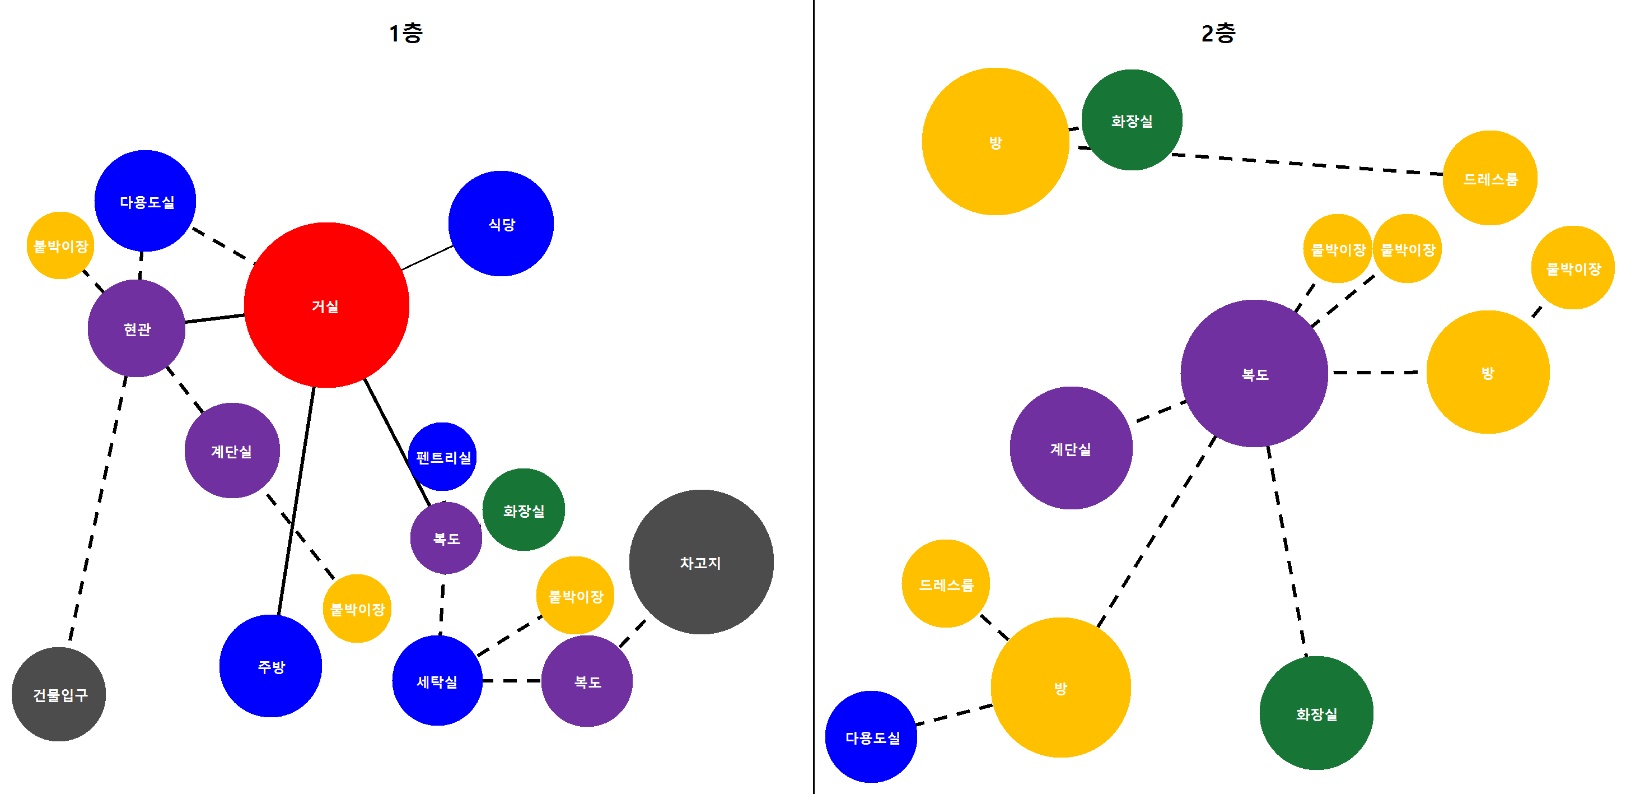 1층
다용도실
식당
붙박이장
거실
현관
계단실
펜트리실
화장실
복도
차고지
붙박이장
붙박이장
주방
세탁실
복도
건물입구
2층
화장실
방
드레스룸
붙박이장
붙박이장
붙박이장
복도
방
계단실
드레스룸
방
화장실
다용도실